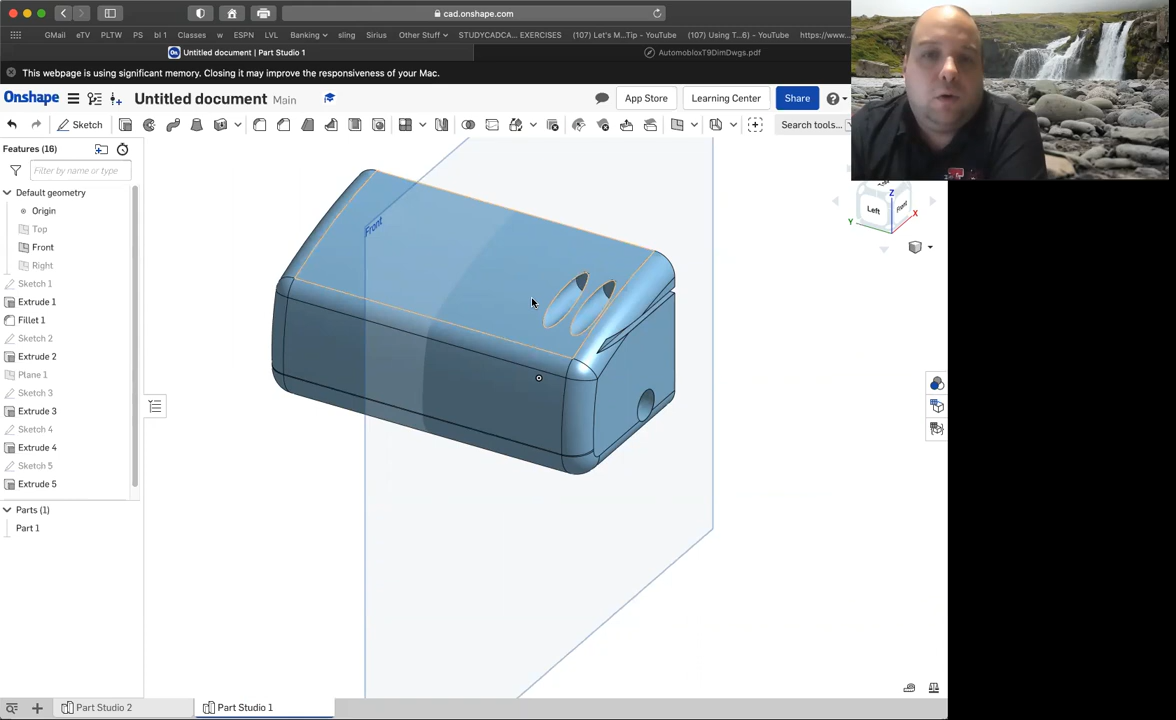 cad.onshape.com
GMail
eTV
PLTW
PS
bl 1
Classes
w
ESPN
LVL
Banking
sling
Sirius
Other Stuff
STUDYCADCA... EXERCISES
(107) Let's M...Tip - YouTube
(107) Using T...6) - YouTube
https://www...
On Untitled document | Part Studio 1
AutomobloxT9DimDwgs.pdf
This webpage is using significant memory. Closing it may improve the responsiveness of your Mac.
Onshape
Untitled document
Main
App Store
Learning Center
Share
Sketch
Search tools...
Features (16)
Filter by name or type
Default geometry
Origin
Top
Front
Right
Sketch 1
Extrude 1
Fillet 1
Sketch 2
Extrude 2
Plane 1
Sketch 3
Extrude 3
Sketch 4
Extrude 4
Sketch 5
Extrude 5
Parts (1)
Part 1
Front
Z
Left
Front
X
Y
Part Studio 2
Part Studio 1